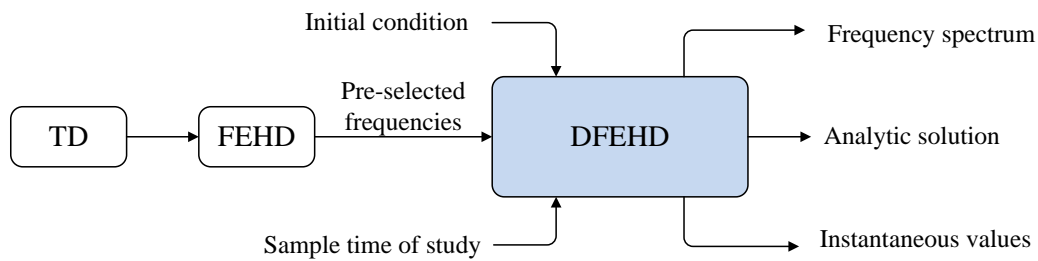 Initial condition
Frequency spectrum
Pre-selected
frequencies
TD
FEHD
DFEHD
Analytic solution
Sample time of study
Instantaneous values